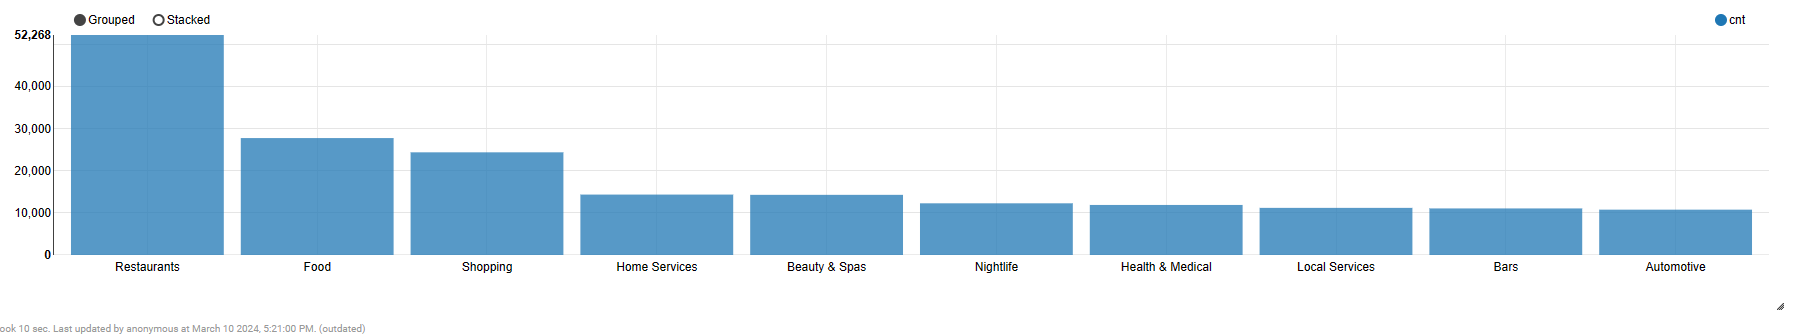 Grouped Stacked cnt
52,268
40,000
30,000
20,000
10,000
0
Restaurants Food Shopping Home Services Beauty & Spas Nightlife Health & Medical Local Services Bars Automotive
ook 10 sec. Last updated by anonymous at March 10 2024, 5:21:00 PM. (outdated)